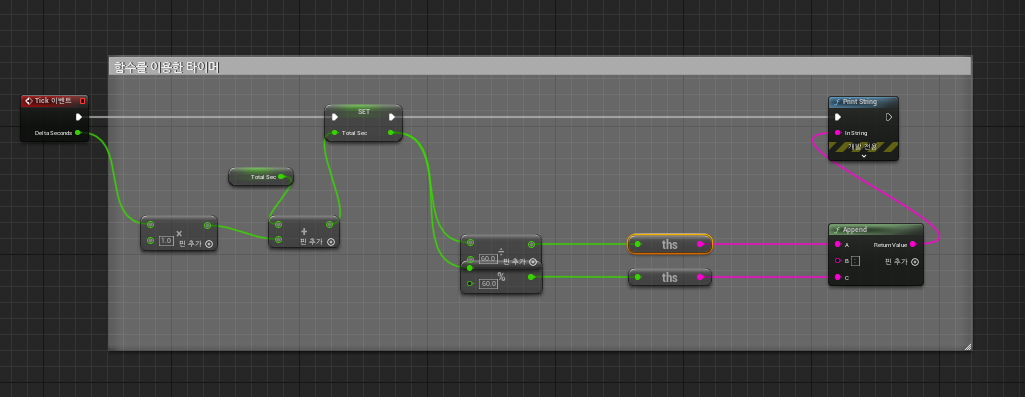 함수를 이용한 타이머
Tick 이벤트
Delta Seconds
SET
Total Sec
Total Sec
×
1.0
핀 추가
+
핀 추가
÷
60.0
핀 추가
%
60.0
ths
ths
Print String
In String
개발 전용
Append
A
Return Value
B
:
핀 추가
C